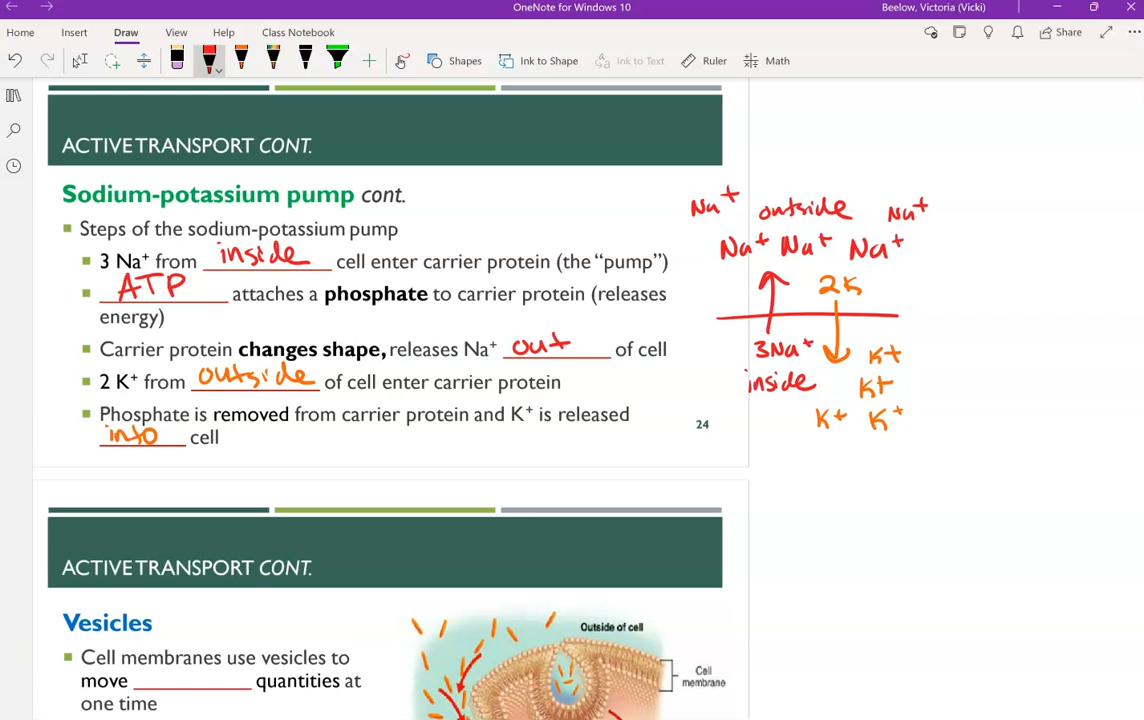 OneNote for Windows 10
Beelow, Victoria (Vicki)
Home Insert Draw View Help Class Notebook
Share
Shapes Ink to Shape Ink to Text Ruler Math
ACTIVE TRANSPORT CONT.
Sodium-potassium pump cont.
Steps of the sodium-potassium pump
3 Na⁺ from inside cell enter carrier protein (the “pump”)
ATP attaches a phosphate to carrier protein (releases
energy)
Carrier protein changes shape, releases Na⁺ out of cell
2 K⁺ from outside of cell enter carrier protein
Phosphate is removed from carrier protein and K⁺ is released
into cell
24
Na+ outside Na+
Na+ Na+ Na+
2K
3Na+
K+
inside
K+
K+ K+
ACTIVE TRANSPORT CONT.
Vesicles
Cell membranes use vesicles to
move __________ quantities at
one time
Outside of cell
Cell
membrane